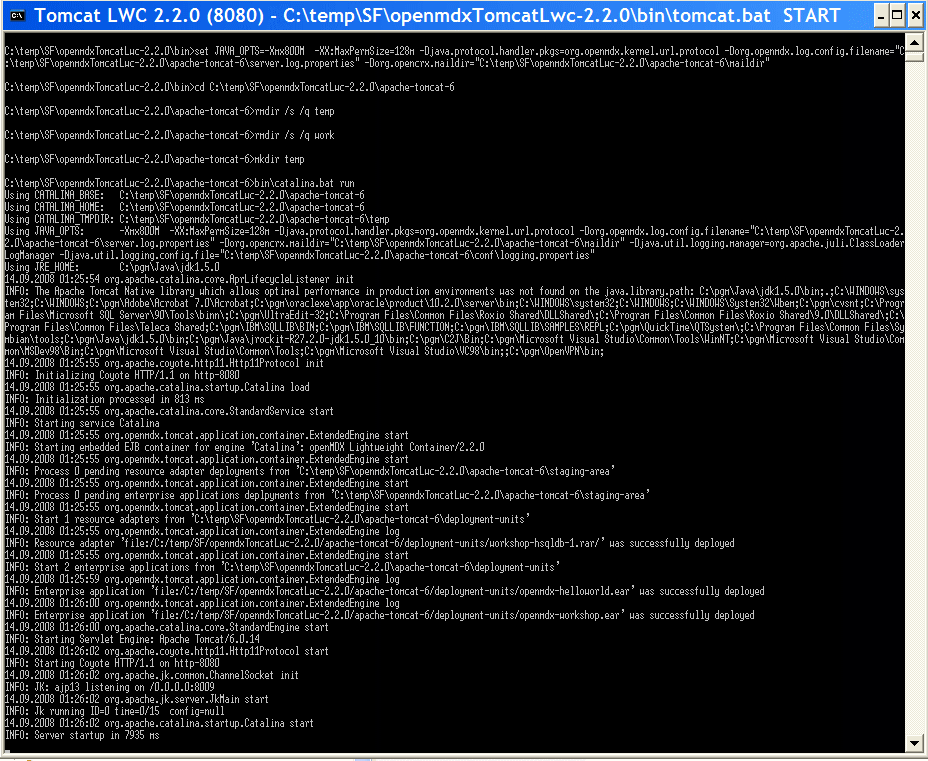 Tomcat LWC 2.2.0 (8080) - C:\temp\SF\openmdxTomcatLwc-2.2.0\bin\tomcat.bat START
C:\temp\SF\openmdxTomcatLwc-2.2.0\bin>set JAVA_OPTS=-Xmx800M -XX:MaxPermSize=128m -Djava.protocol.handler.pkgs=org.openmdx.kernel.url.protocol -Dorg.openmdx.log.config.filename="C
:\temp\SF\openmdxTomcatLwc-2.2.0\apache-tomcat-6\server.log.properties" -Dorg.opencrx.maildir="C:\temp\SF\openmdxTomcatLwc-2.2.0\apache-tomcat-6\maildir"
C:\temp\SF\openmdxTomcatLwc-2.2.0\bin>cd C:\temp\SF\openmdxTomcatLwc-2.2.0\apache-tomcat-6
C:\temp\SF\openmdxTomcatLwc-2.2.0\apache-tomcat-6>rmdir /s /q temp
C:\temp\SF\openmdxTomcatLwc-2.2.0\apache-tomcat-6>rmdir /s /q work
C:\temp\SF\openmdxTomcatLwc-2.2.0\apache-tomcat-6>mkdir temp
C:\temp\SF\openmdxTomcatLwc-2.2.0\apache-tomcat-6>bin\catalina.bat run
Using CATALINA_BASE: C:\temp\SF\openmdxTomcatLwc-2.2.0\apache-tomcat-6
Using CATALINA_HOME: C:\temp\SF\openmdxTomcatLwc-2.2.0\apache-tomcat-6
Using CATALINA_TMPDIR: C:\temp\SF\openmdxTomcatLwc-2.2.0\apache-tomcat-6\temp
Using JAVA_OPTS: -Xmx800M -XX:MaxPermSize=128m -Djava.protocol.handler.pkgs=org.openmdx.kernel.url.protocol -Dorg.openmdx.log.config.filename="C:\temp\SF\openmdxTomcatLwc-2.
2.0\apache-tomcat-6\server.log.properties" -Dorg.opencrx.maildir="C:\temp\SF\openmdxTomcatLwc-2.2.0\apache-tomcat-6\maildir" -Djava.util.logging.manager=org.apache.juli.ClassLoader
LogManager -Djava.util.logging.config.file="C:\temp\SF\openmdxTomcatLwc-2.2.0\apache-tomcat-6\conf\logging.properties"
Using JRE_HOME: C:\pgm\Java\jdk1.5.0
14.09.2008 01:25:54 org.apache.catalina.core.AprLifecycleListener init
INFO: The Apache Tomcat Native library which allows optimal performance in production environments was not found on the java.library.path: C:\pgm\Java\jdk1.5.0\bin;.;C:\WINDOWS\sys
tem32;C:\WINDOWS;C:\pgm\Adobe\Acrobat 7.0\Acrobat;C:\pgm\oraclexe\app\oracle\product\10.2.0\server\bin;C:\WINDOWS\system32;C:\WINDOWS;C:\WINDOWS\System32\Wbem;C:\pgm\cvsnt;C:\Progr
am Files\Microsoft SQL Server\90\Tools\binn\;C:\pgm\UltraEdit-32;C:\Program Files\Common Files\Roxio Shared\DLLShared\;C:\Program Files\Common Files\Roxio Shared\9.0\DLLShared\;C:\
Program Files\Common Files\Teleca Shared;C:\pgm\IBM\SQLLIB\BIN;C:\pgm\IBM\SQLLIB\FUNCTION;C:\pgm\IBM\SQLLIB\SAMPLES\REPL;C:\pgm\QuickTime\QTSystem\;C:\Program Files\Common Files\Sy
mbian\tools;C:\pgm\Java\jdk1.5.0\bin;C:\pgm\Java\jrockit-R27.2.0-jdk1.5.0_10\bin;C:\pgm\C2J\Bin;C:\pgm\Microsoft Visual Studio\Common\Tools\WinNT;C:\pgm\Microsoft Visual Studio\Com
mon\MSDev98\Bin;C:\pgm\Microsoft Visual Studio\Common\Tools;C:\pgm\Microsoft Visual Studio\VC98\bin;;C:\pgm\OpenVPN\bin;
14.09.2008 01:25:55 org.apache.coyote.http11.Http11Protocol init
INFO: Initializing Coyote HTTP/1.1 on http-8080
14.09.2008 01:25:55 org.apache.catalina.startup.Catalina load
INFO: Initialization processed in 813 ms
14.09.2008 01:25:55 org.apache.catalina.core.StandardService start
INFO: Starting service Catalina
14.09.2008 01:25:55 org.openmdx.tomcat.application.container.ExtendedEngine start
INFO: Starting embedded EJB container for engine 'Catalina': openMDX Lightweight Container/2.2.0
14.09.2008 01:25:55 org.openmdx.tomcat.application.container.ExtendedEngine start
INFO: Process 0 pending resource adapter deployments from 'C:\temp\SF\openmdxTomcatLwc-2.2.0\apache-tomcat-6\staging-area'
14.09.2008 01:25:55 org.openmdx.tomcat.application.container.ExtendedEngine start
INFO: Process 0 pending enterprise applications deplpyments from 'C:\temp\SF\openmdxTomcatLwc-2.2.0\apache-tomcat-6\staging-area'
14.09.2008 01:25:55 org.openmdx.tomcat.application.container.ExtendedEngine start
INFO: Start 1 resource adapters from 'C:\temp\SF\openmdxTomcatLwc-2.2.0\apache-tomcat-6\deployment-units'
14.09.2008 01:25:55 org.openmdx.tomcat.application.container.ExtendedEngine log
INFO: Resource adapter 'file:/C:/temp/SF/openmdxTomcatLwc-2.2.0/apache-tomcat-6/deployment-units/workshop-hsqldb-1.rar/' was successfully deployed
14.09.2008 01:25:55 org.openmdx.tomcat.application.container.ExtendedEngine start
INFO: Start 2 enterprise applications from 'C:\temp\SF\openmdxTomcatLwc-2.2.0\apache-tomcat-6\deployment-units'
14.09.2008 01:25:59 org.openmdx.tomcat.application.container.ExtendedEngine log
INFO: Enterprise application 'file:/C:/temp/SF/openmdxTomcatLwc-2.2.0/apache-tomcat-6/deployment-units/openmdx-helloworld.ear' was successfully deployed
14.09.2008 01:26:00 org.openmdx.tomcat.application.container.ExtendedEngine log
INFO: Enterprise application 'file:/C:/temp/SF/openmdxTomcatLwc-2.2.0/apache-tomcat-6/deployment-units/openmdx-workshop.ear' was successfully deployed
14.09.2008 01:26:00 org.apache.catalina.core.StandardEngine start
INFO: Starting Servlet Engine: Apache Tomcat/6.0.14
14.09.2008 01:26:02 org.apache.coyote.http11.Http11Protocol start
INFO: Starting Coyote HTTP/1.1 on http-8080
14.09.2008 01:26:02 org.apache.jk.common.ChannelSocket init
INFO: JK: ajp13 listening on /0.0.0.0:8009
14.09.2008 01:26:02 org.apache.jk.server.JkMain start
INFO: Jk running ID=0 time=0/15 config=null
14.09.2008 01:26:02 org.apache.catalina.startup.Catalina start
INFO: Server startup in 7935 ms